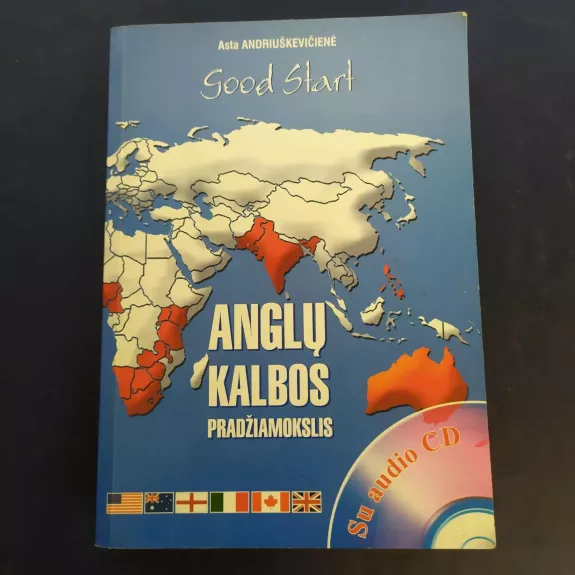 Asta ANDRIUŠKEVIČIENĖ
Good Start
ANGLŲ
KALBOS
PRADŽIAMOKSLIS
Su audio CD